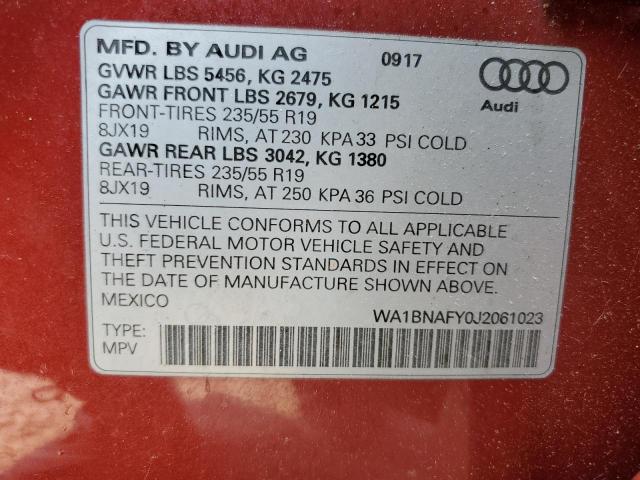 MFD. BY AUDI AG 0917
GVWR LBS 5456, KG 2475
GAWR FRONT LBS 2679, KG 1215
Audi
FRONT-TIRES 235/55 R19
8JX19 RIMS, AT 230 KPA 33 PSI COLD
GAWR REAR LBS 3042, KG 1380
REAR-TIRES 235/55 R19
8JX19 RIMS, AT 250 KPA 36 PSI COLD
THIS VEHICLE CONFORMS TO ALL APPLICABLE
U.S. FEDERAL MOTOR VEHICLE SAFETY AND
THEFT PREVENTION STANDARDS IN EFFECT ON
THE DATE OF MANUFACTURE SHOWN ABOVE.
MEXICO WA1BNAFY0J2061023
TYPE:
MPV